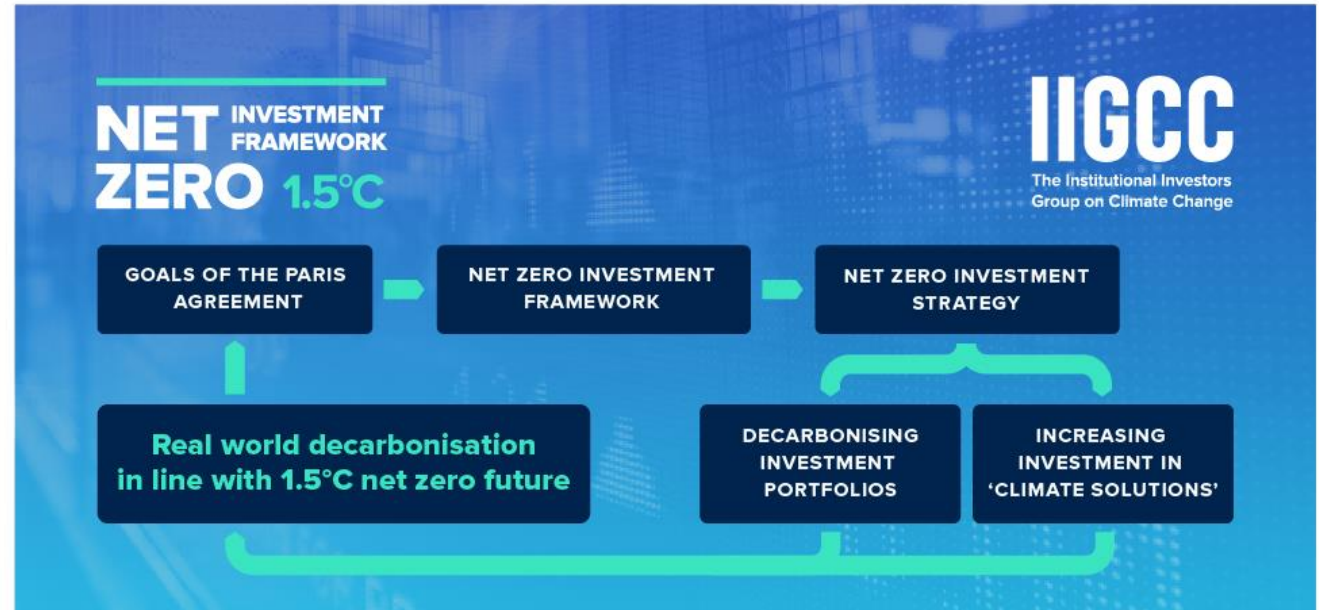 NET INVESTMENT
FRAMEWORK
ZERO 1.5°C
IIGCC
The Institutional Investors
Group on Climate Change
GOALS OF THE PARIS
AGREEMENT
NET ZERO INVESTMENT
FRAMEWORK
NET ZERO INVESTMENT
STRATEGY
Real world decarbonisation
in line with 1.5°C net zero future
DECARBONISING
INVESTMENT
PORTFOLIOS
INCREASING
INVESTMENT IN
‘CLIMATE SOLUTIONS’